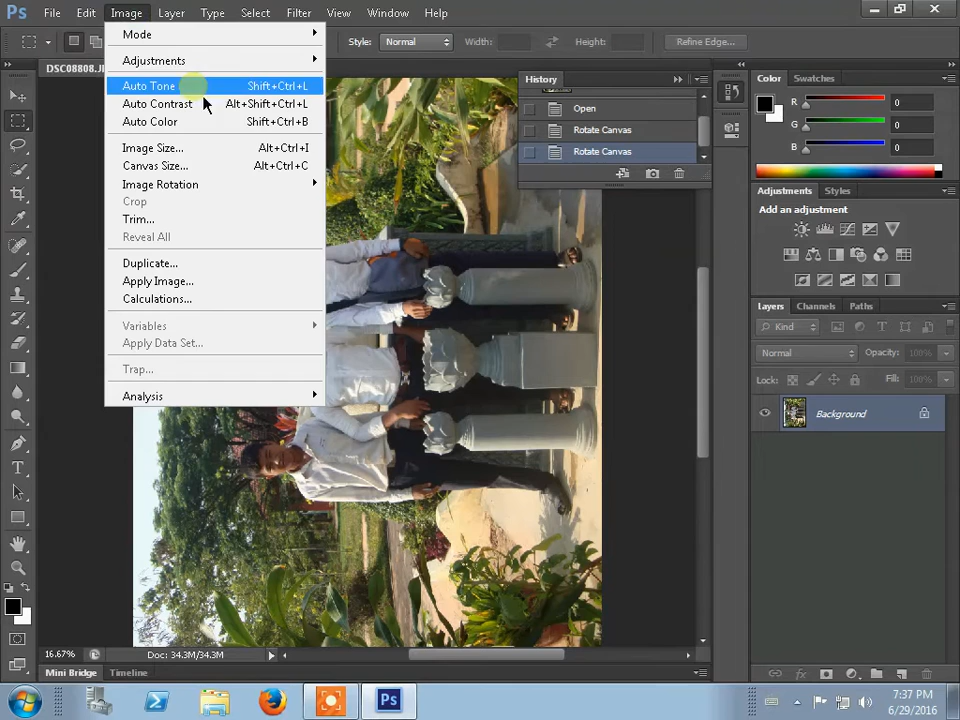 Ps File Edit Image Layer Type Select Filter View Window Help
Style: Normal Width: Height: Refine Edge...
DSC08808.JP
Mode
Adjustments
Auto Tone Shift+Ctrl+L
Auto Contrast Alt+Shift+Ctrl+L
Auto Color Shift+Ctrl+B
Image Size... Alt+Ctrl+I
Canvas Size... Alt+Ctrl+C
Image Rotation
Crop
Trim...
Reveal All
Duplicate...
Apply Image...
Calculations...
Variables
Apply Data Set...
Trap...
Analysis
History
Open
Rotate Canvas
Rotate Canvas
Color Swatches
R 0
G 0
B 0
Adjustments Styles
Add an adjustment
Layers Channels Paths
Kind
Normal Opacity: 100%
Lock: Fill: 100%
Background
16.67% Doc: 34.3M/34.3M
Mini Bridge Timeline
Ps
7:37 PM
6/29/2016